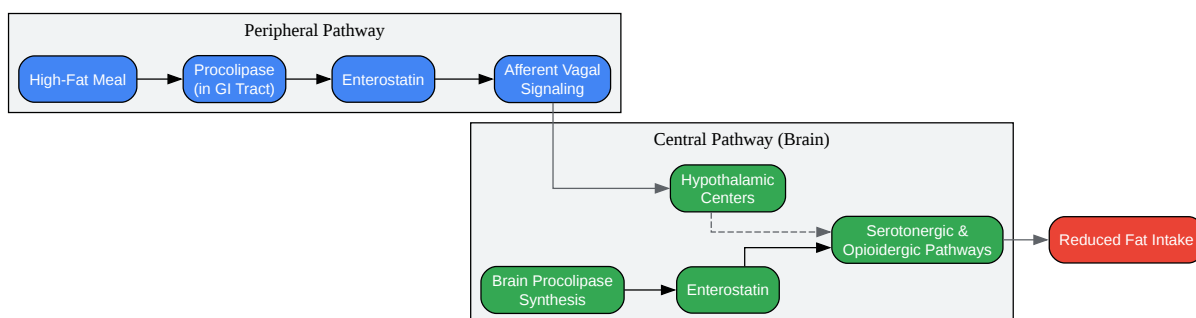 Peripheral Pathway
High-Fat Meal
Procolipase
(in GI Tract)
Enterostatin
Afferent Vagal
Signaling
Central Pathway (Brain)
Hypothalamic
Centers
Serotonergic &
Opioidergic Pathways
Reduced Fat Intake
Brain Procolipase
Synthesis
Enterostatin